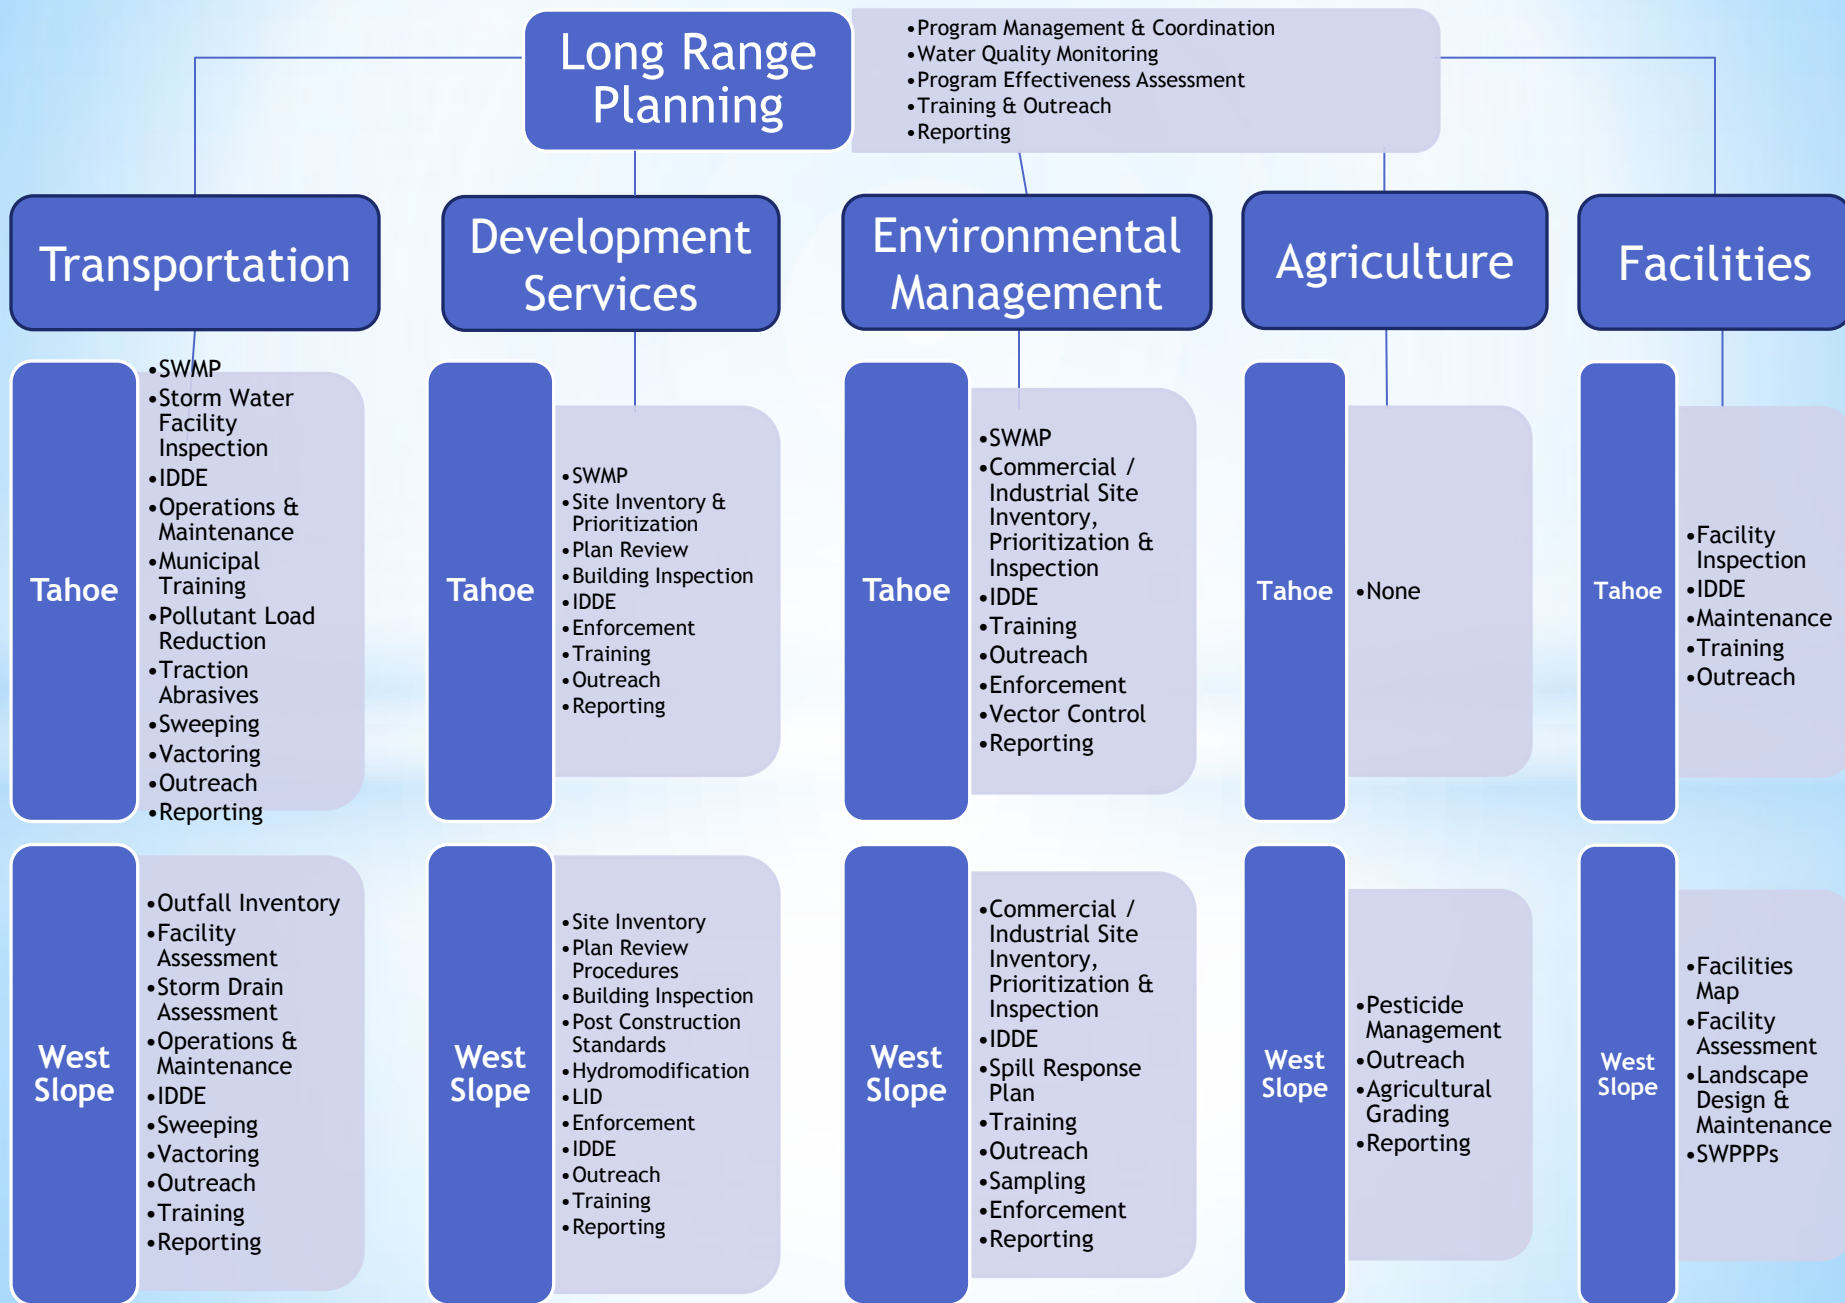 Long Range
Planning
•Program Management & Coordination
•Water Quality Monitoring
•Program Effectiveness Assessment
•Training & Outreach
•Reporting
Transportation
Development
Services
Environmental
Management
Agriculture
Facilities
Tahoe
•SWMP
•Storm Water
Facility
Inspection
•IDDE
•Operations &
Maintenance
•Municipal
Training
•Pollutant Load
Reduction
•Traction
Abrasives
•Sweeping
•Vactoring
•Outreach
•Reporting
Tahoe
•SWMP
•Site Inventory &
Prioritization
•Plan Review
•Building Inspection
•IDDE
•Enforcement
•Training
•Outreach
•Reporting
Tahoe
•SWMP
•Commercial /
Industrial Site
Inventory,
Prioritization &
Inspection
•IDDE
•Training
•Outreach
•Enforcement
•Vector Control
•Reporting
Tahoe
•None
Tahoe
•Facility
Inspection
•IDDE
•Maintenance
•Training
•Outreach
West
Slope
•Outfall Inventory
•Facility
Assessment
•Storm Drain
Assessment
•Operations &
Maintenance
•IDDE
•Sweeping
•Vactoring
•Outreach
•Training
•Reporting
West
Slope
•Site Inventory
•Plan Review
Procedures
•Building Inspection
•Post Construction
Standards
•Hydromodification
•LID
•Enforcement
•IDDE
•Outreach
•Training
•Reporting
West
Slope
•Commercial /
Industrial Site
Inventory,
Prioritization &
Inspection
•IDDE
•Spill Response
Plan
•Training
•Outreach
•Sampling
•Enforcement
•Reporting
West
Slope
•Pesticide
Management
•Outreach
•Agricultural
Grading
•Reporting
West
Slope
•Facilities
Map
•Facility
Assessment
•Landscape
Design &
Maintenance
•SWPPPs